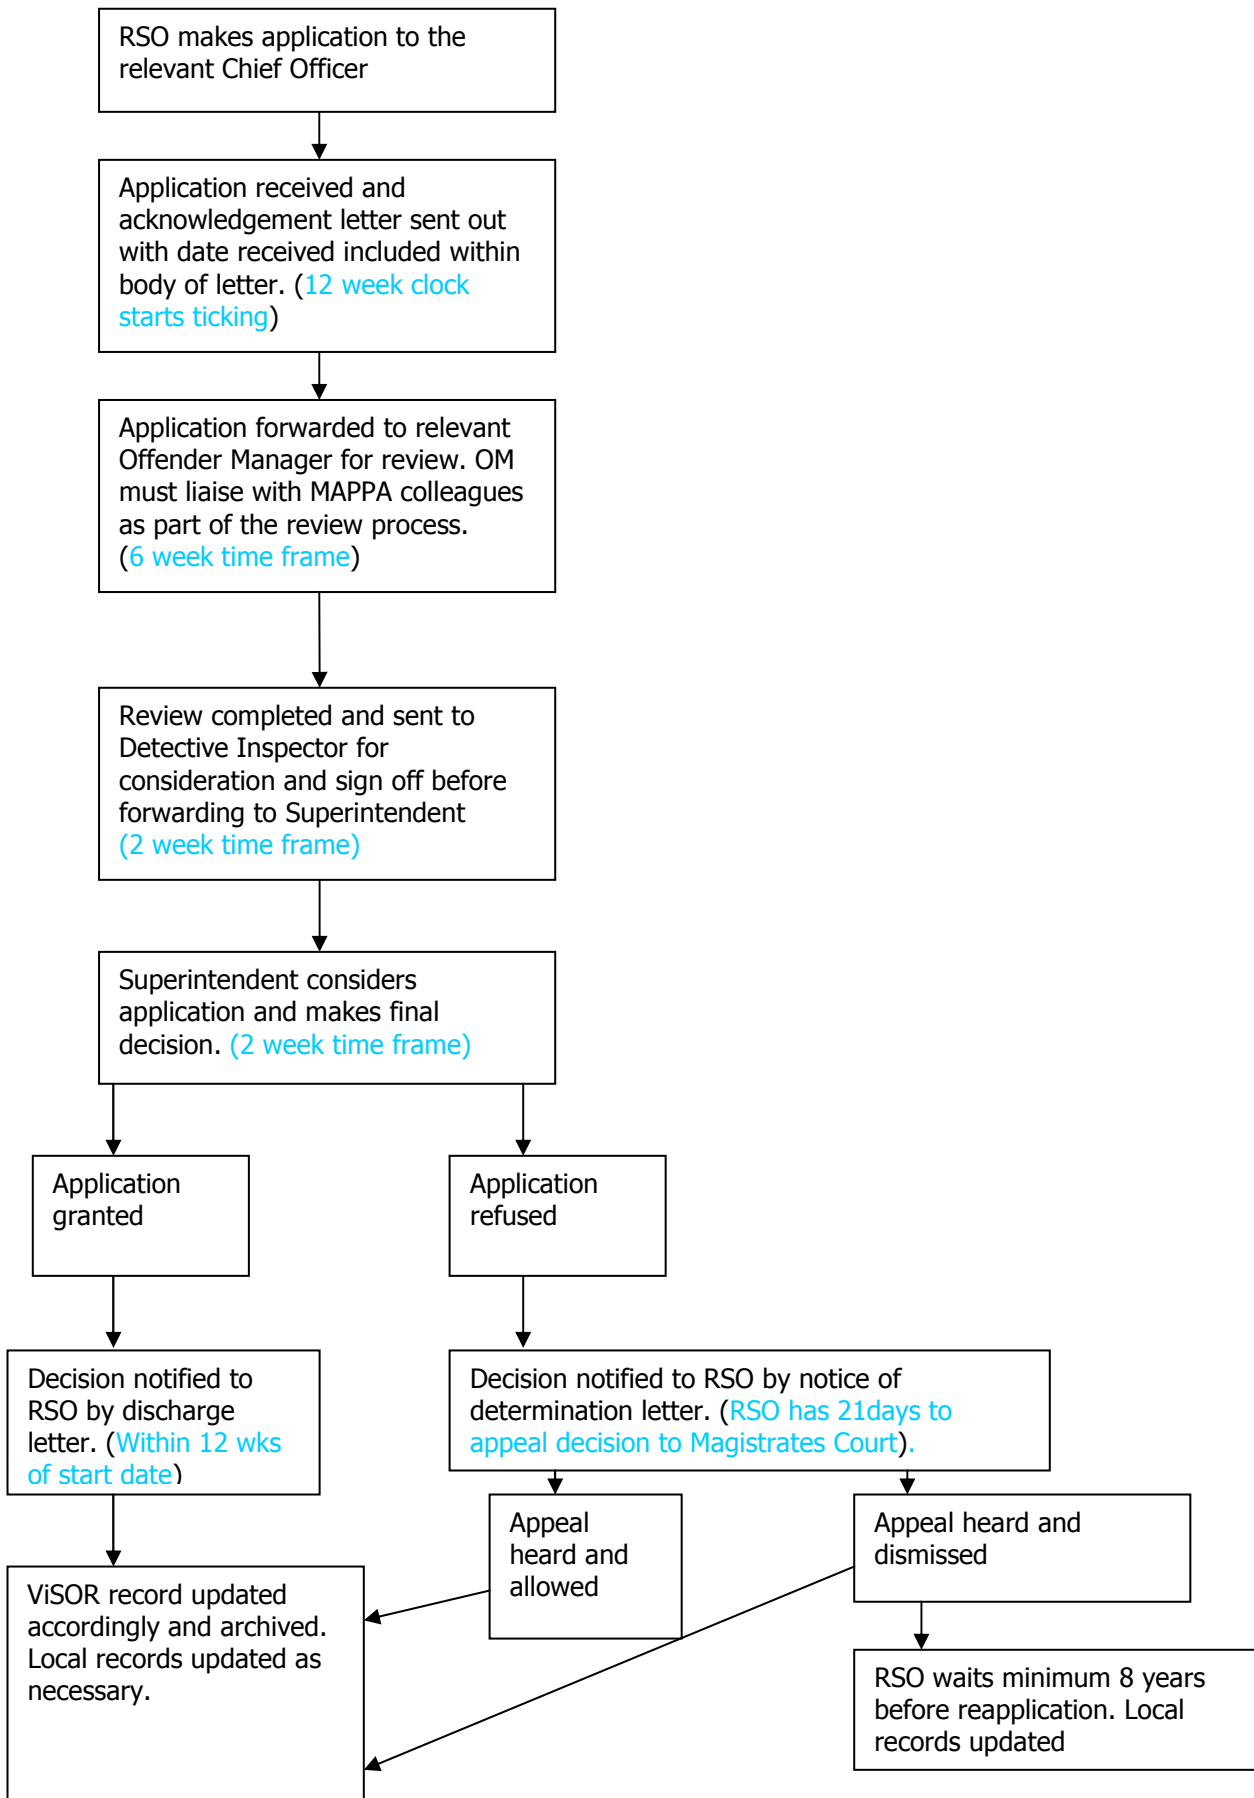 RSO makes application to the
relevant Chief Officer
Application received and
acknowledgement letter sent out
with date received included within
body of letter. (12 week clock
starts ticking)
Application forwarded to relevant
Offender Manager for review. OM
must liaise with MAPPA colleagues
as part of the review process.
(6 week time frame)
Review completed and sent to
Detective Inspector for
consideration and sign off before
forwarding to Superintendent
(2 week time frame)
Superintendent considers
application and makes final
decision. (2 week time frame)
Application
granted
Application
refused
Decision notified to
RSO by discharge
letter. (Within 12 wks
of start date)
Decision notified to RSO by notice of
determination letter. (RSO has 21days to
appeal decision to Magistrates Court).
Appeal
heard and
allowed
Appeal heard and
dismissed
ViSOR record updated
accordingly and archived.
Local records updated as
necessary.
RSO waits minimum 8 years
before reapplication. Local
records updated